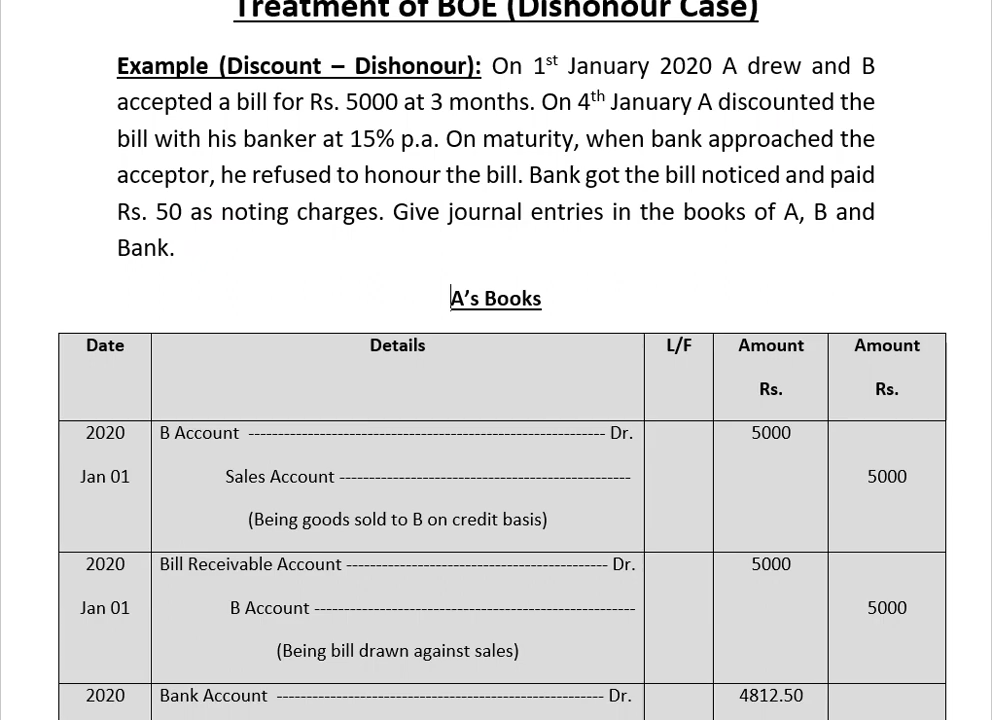 Treatment of BOE (Dishonour Case)
Example (Discount – Dishonour): On 1st January 2020 A drew and B
accepted a bill for Rs. 5000 at 3 months. On 4th January A discounted the
bill with his banker at 15% p.a. On maturity, when bank approached the
acceptor, he refused to honour the bill. Bank got the bill noticed and paid
Rs. 50 as noting charges. Give journal entries in the books of A, B and
Bank.
A's Books
Date Details L/F Amount Amount
Rs. Rs.
2020 B Account ------------------------------------------------------------ Dr. 5000
Jan 01 Sales Account ------------------------------------------------- 5000
(Being goods sold to B on credit basis)
2020 Bill Receivable Account -------------------------------------------- Dr. 5000
Jan 01 B Account ------------------------------------------------------ 5000
(Being bill drawn against sales)
2020 Bank Account ------------------------------------------------------- Dr. 4812.50